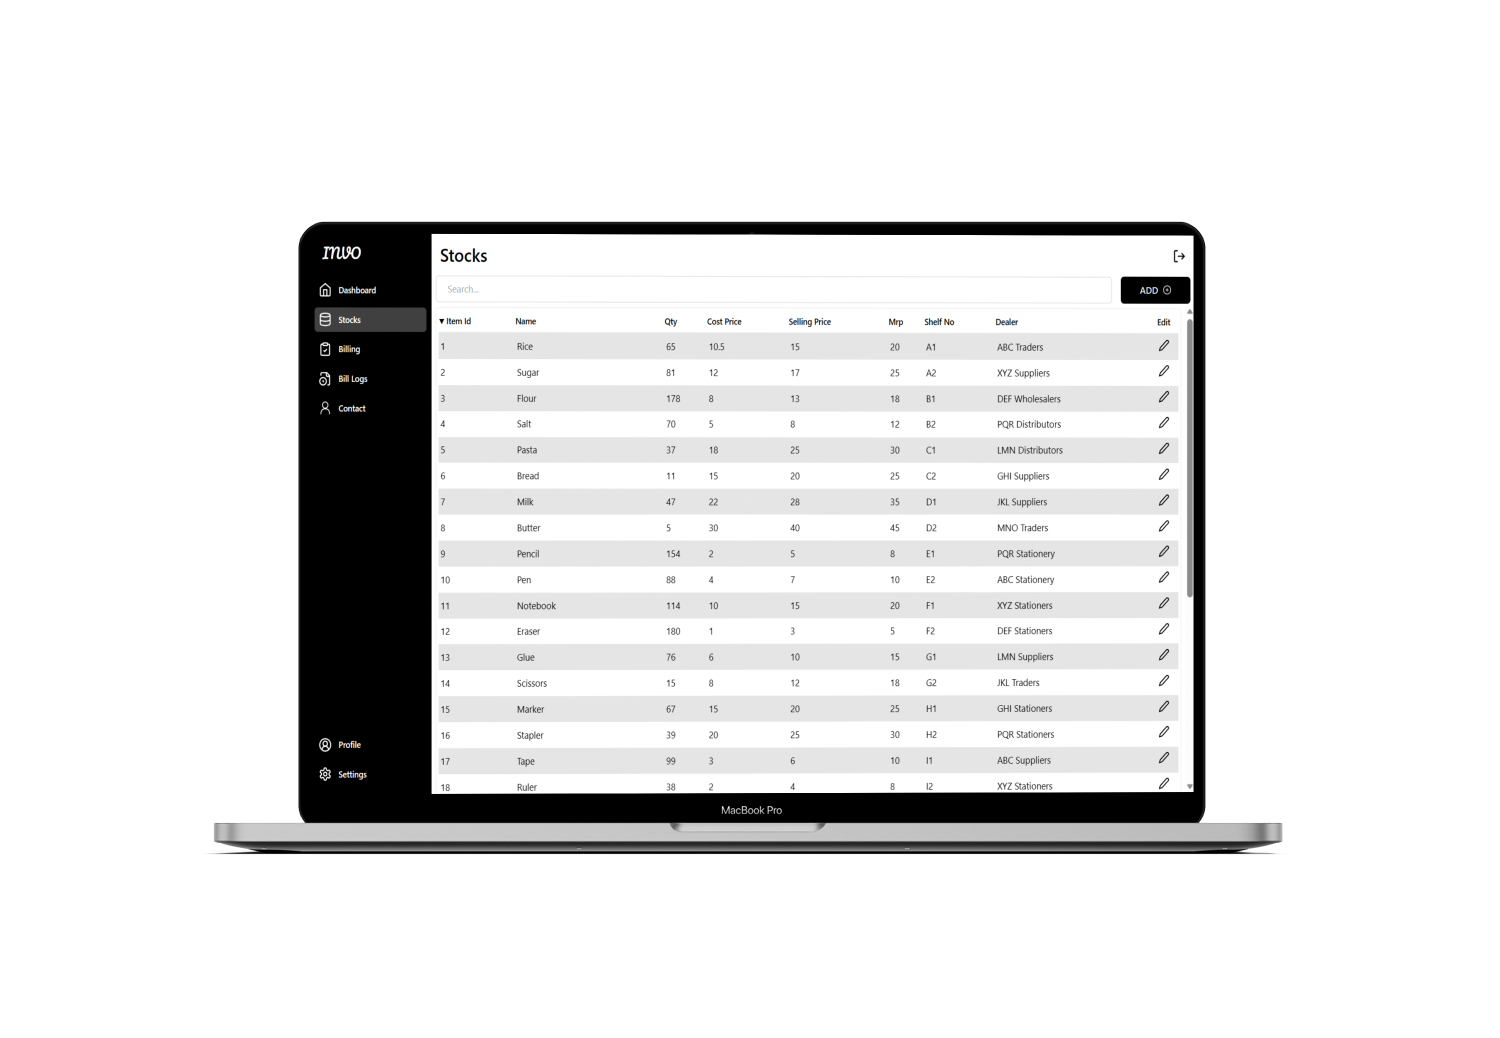 INVO
Dashboard
Stocks
Billing
Bill Logs
Contact
Profile
Settings
Stocks
Search...
ADD
▼ Item Id Name Qty Cost Price Selling Price Mrp Shelf No Dealer Edit
1 Rice 65 10.5 15 20 A1 ABC Traders
2 Sugar 81 12 17 25 A2 XYZ Suppliers
3 Flour 178 8 13 18 B1 DEF Wholesalers
4 Salt 70 5 8 12 B2 PQR Distributors
5 Pasta 37 18 25 30 C1 LMN Distributors
6 Bread 11 15 20 25 C2 GHI Suppliers
7 Milk 47 22 28 35 D1 JKL Suppliers
8 Butter 5 30 40 45 D2 MNO Traders
9 Pencil 154 2 5 8 E1 PQR Stationery
10 Pen 88 4 7 10 E2 ABC Stationery
11 Notebook 114 10 15 20 F1 XYZ Stationers
12 Eraser 180 1 3 5 F2 DEF Stationers
13 Glue 76 6 10 15 G1 LMN Suppliers
14 Scissors 15 8 12 18 G2 JKL Traders
15 Marker 67 15 20 25 H1 GHI Stationers
16 Stapler 39 20 25 30 H2 PQR Stationers
17 Tape 99 3 6 10 I1 ABC Suppliers
18 Ruler 38 2 4 8 I2 XYZ Stationers
MacBook Pro